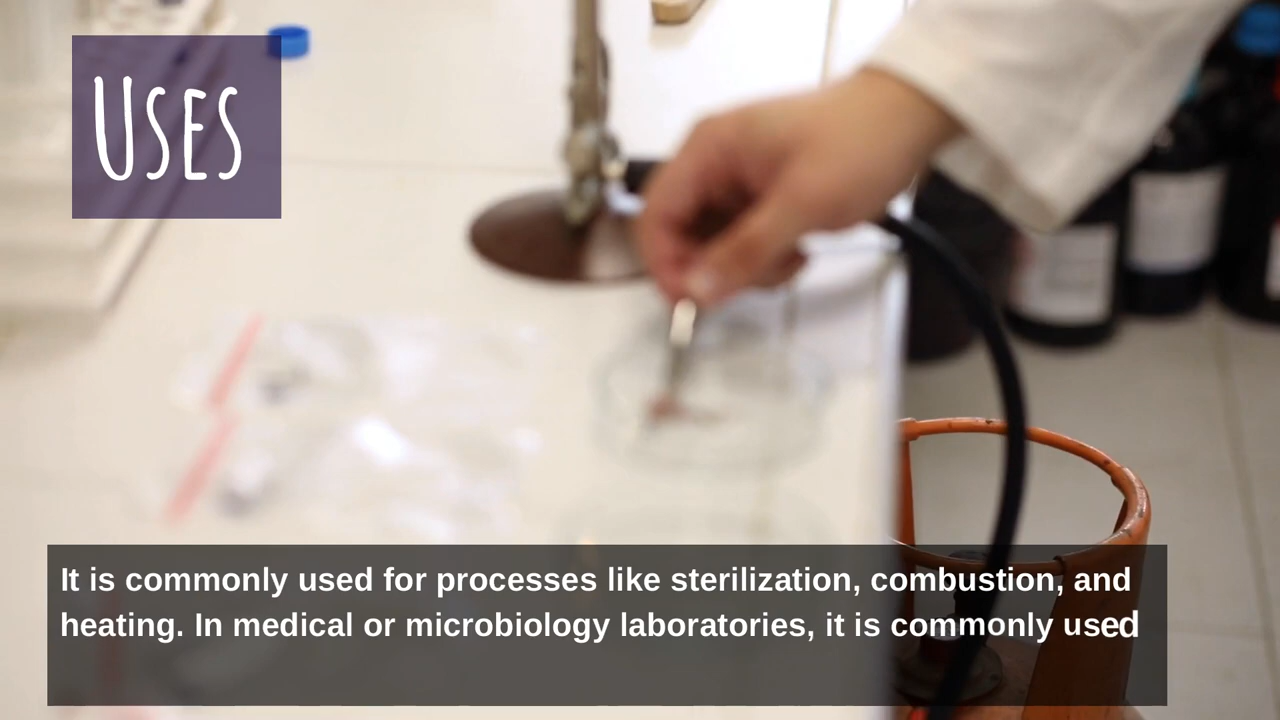 Uses
It is commonly used for processes like sterilization, combustion, and
heating. In medical or microbiology laboratories, it is commonly used